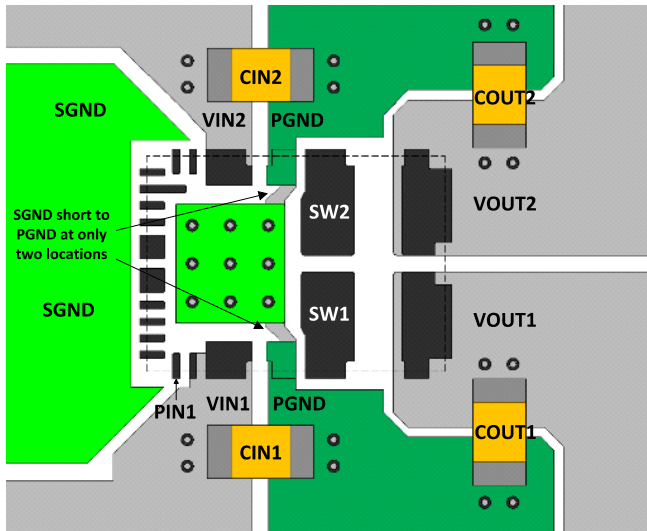 CIN2
COUT2
SGND
VIN2
PGND
VOUT2
SW2
SGND short to
PGND at only
two locations
SGND
SW1
VOUT1
PIN1
VIN1
PGND
COUT1
CIN1